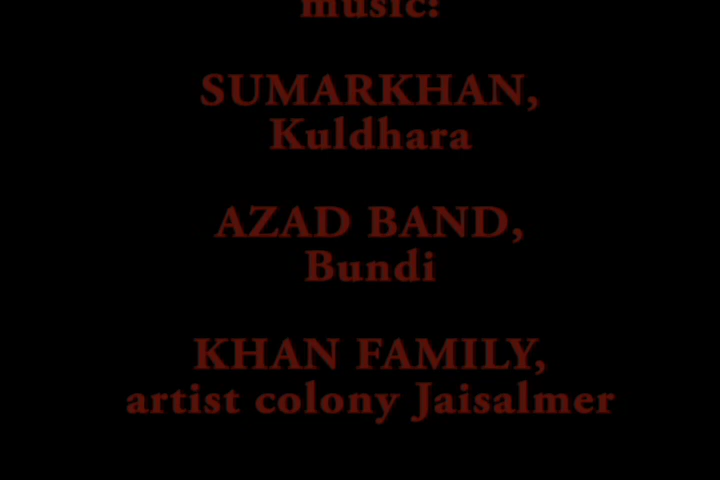 music:
SUMARKHAN,
Kuldhara
AZAD BAND,
Bundi
KHAN FAMILY,
artist colony Jaisalmer